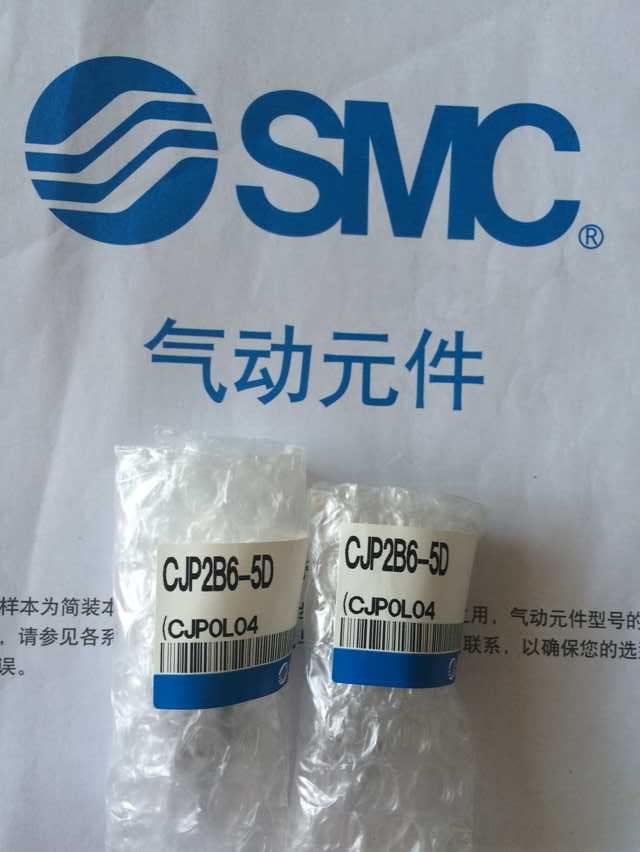 SMC®
气动元件
CJP2B6-5D
(CJPOLO4
CJP2B6-5D
(CJPOLO4
样本为简装本
，请参见各系
误。
上用，气动元件型号的
联系，以确保您的选